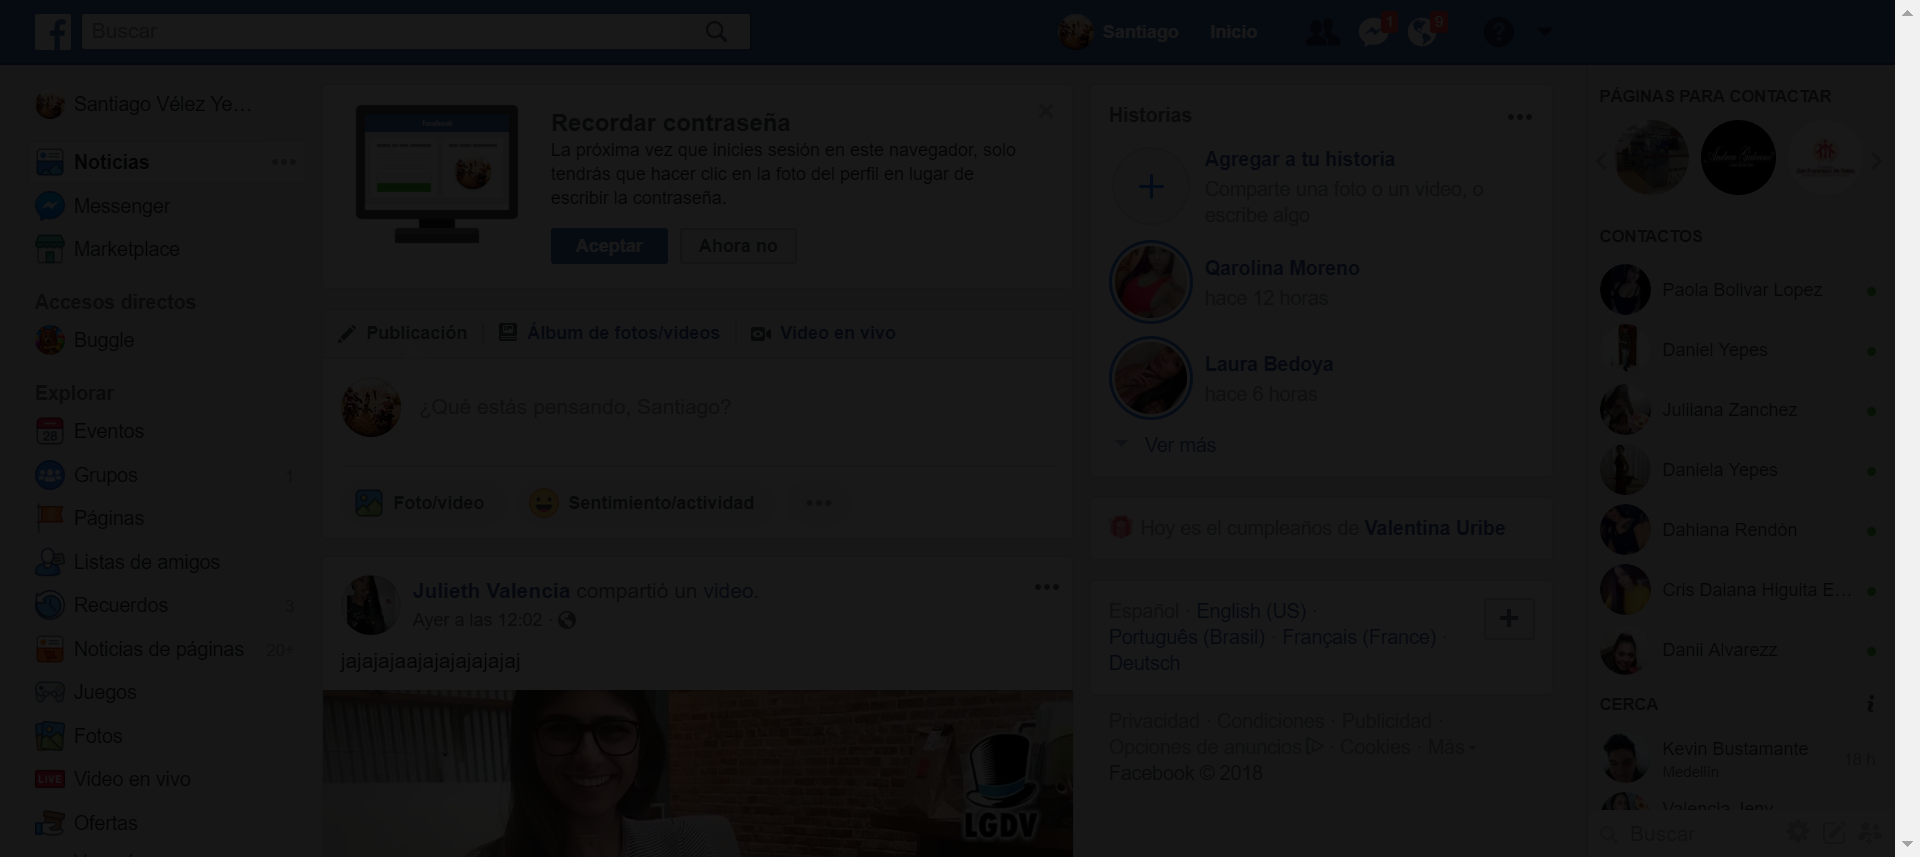 Buscar
Santiago
Inicio
1
9
Santiago Vélez Ye...
Noticias
Messenger
Marketplace
Accesos directos
Buggle
Explorar
28
Eventos
Grupos 1
Páginas
Listas de amigos
Recuerdos 3
Noticias de páginas 20+
Juegos
Fotos
LIVE Video en vivo
Ofertas
facebook
Recordar contraseña
La próxima vez que inicies sesión en este navegador, solo
tendrás que hacer clic en la foto del perfil en lugar de
escribir la contraseña.
Aceptar Ahora no
Publicación Álbum de fotos/videos Video en vivo
¿Qué estás pensando, Santiago?
Foto/video Sentimiento/actividad
Julieth Valencia compartió un video.
Ayer a las 12:02 ·
jajajajaajajajajajajaj
LGDV
Historias
Agregar a tu historia
Comparte una foto o un video, o
escribe algo
Qarolina Moreno
hace 12 horas
Laura Bedoya
hace 6 horas
Ver más
Hoy es el cumpleaños de Valentina Uribe
Español · English (US) ·
Português (Brasil) · Français (France) ·
Deutsch
Privacidad · Condiciones · Publicidad ·
Opciones de anuncios · Cookies · Más
Facebook © 2018
PÁGINAS PARA CONTACTAR
CONTACTOS
Paola Bolivar Lopez
Daniel Yepes
Juliiana Zanchez
Daniela Yepes
Dahiana Rendòn
Cris Daiana Higuita E...
Danii Alvarezz
CERCA
Kevin Bustamante
Medellín
18 h
Valencia Jeny
Buscar